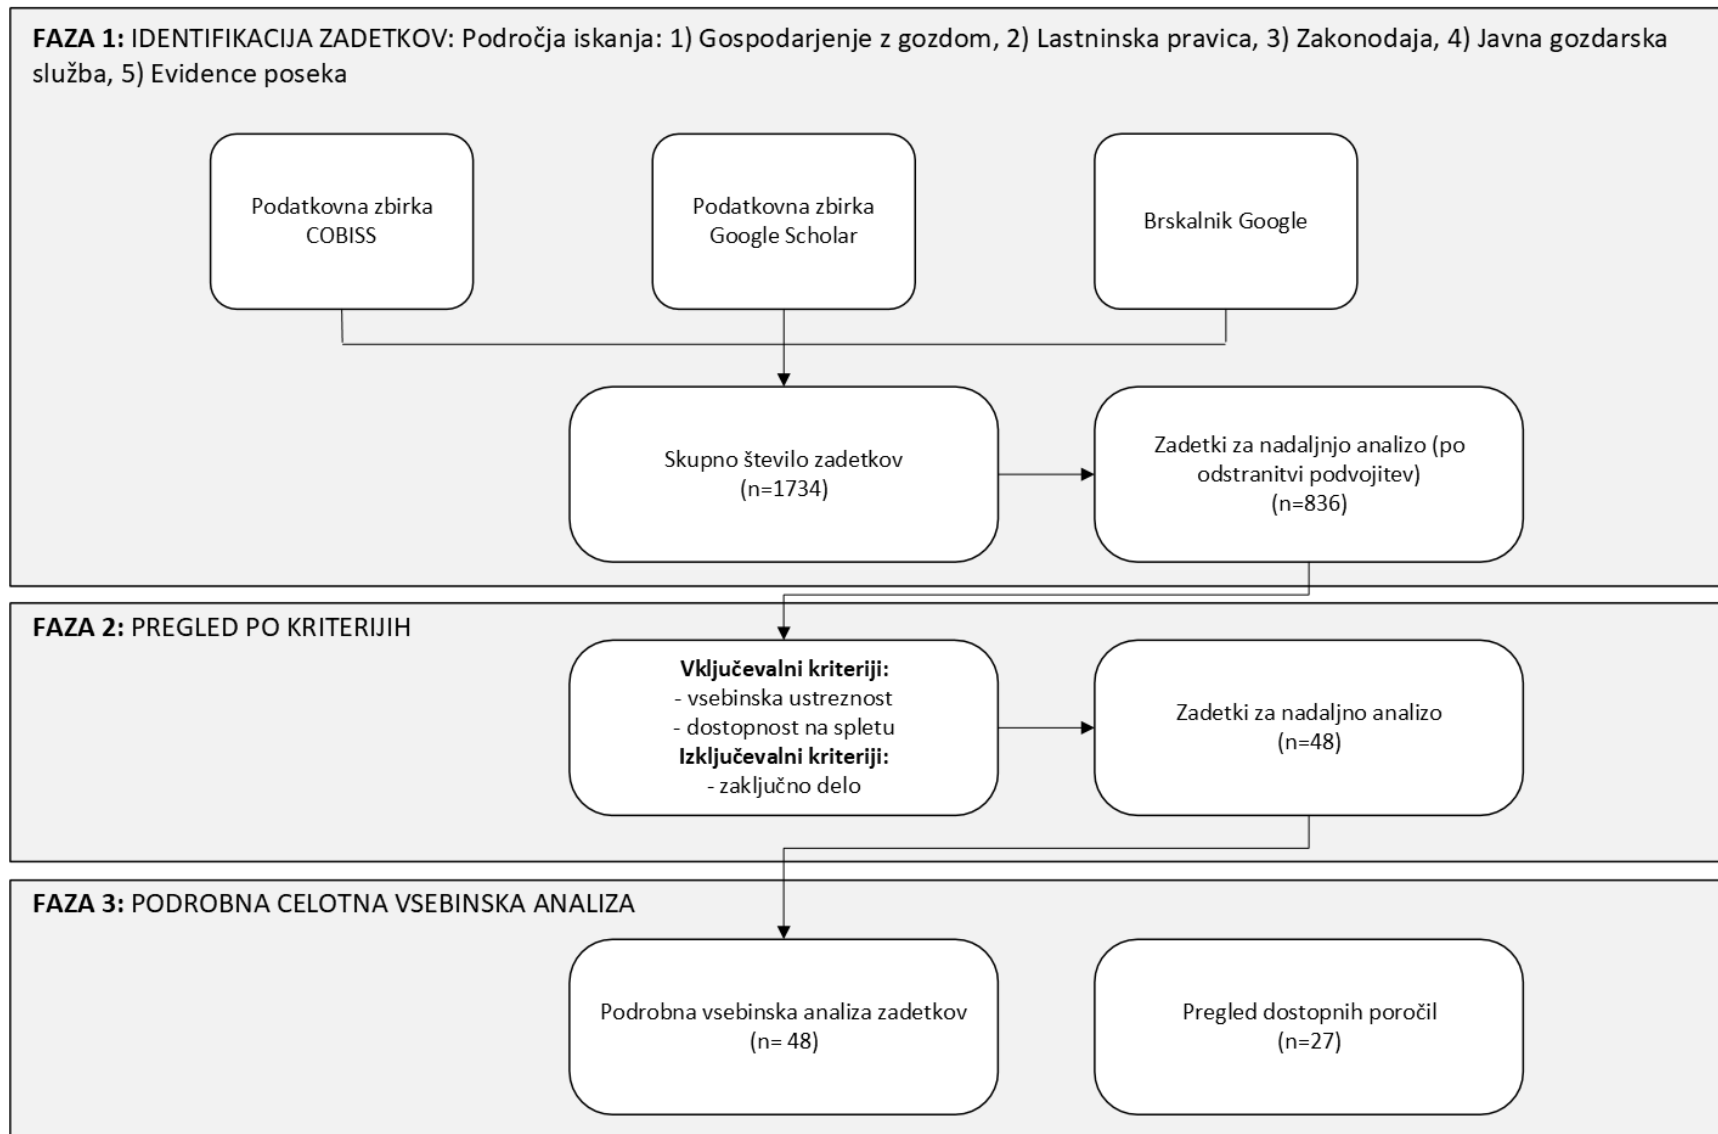 FAZA 1: IDENTIFIKACIJA ZADETKOV: Področja iskanja: 1) Gospodarjenje z gozdom, 2) Lastninska pravica, 3) Zakonodaja, 4) Javna gozdarska
služba, 5) Evidence poseka
Podatkovna zbirka
COBISS
Podatkovna zbirka
Google Scholar
Brskalnik Google
Skupno število zadetkov
(n=1734)
Zadetki za nadaljnjo analizo (po
odstranitvi podvojitev)
(n=836)
FAZA 2: PREGLED PO KRITERIJIH
Vključevalni kriteriji:
- vsebinska ustreznost
- dostopnost na spletu
Izključevalni kriteriji:
- zaključno delo
Zadetki za nadaljno analizo
(n=48)
FAZA 3: PODROBNA CELOTNA VSEBINSKA ANALIZA
Podrobna vsebinska analiza zadetkov
(n= 48)
Pregled dostopnih poročil
(n=27)